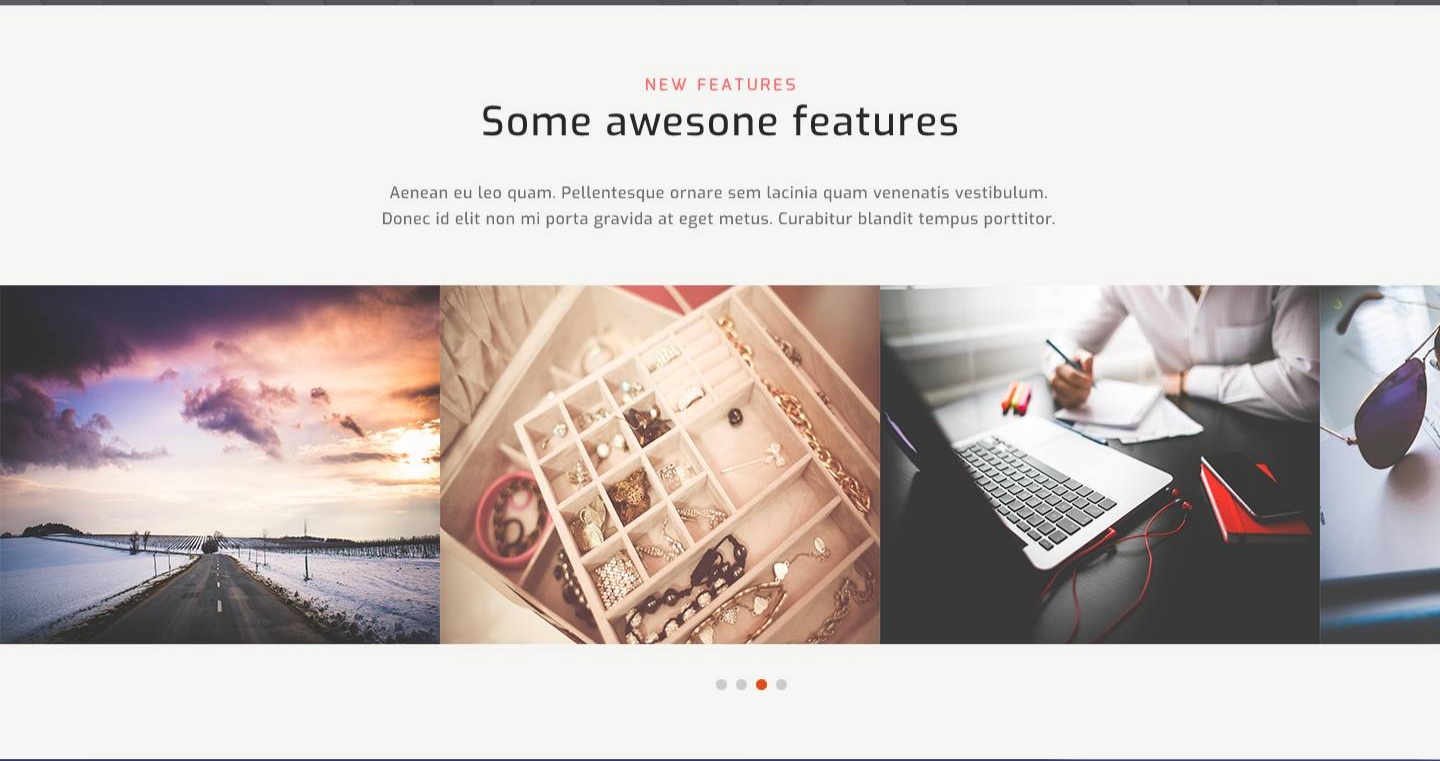 NEW FEATURES
Some awesone features
Aenean eu leo quam. Pellentesque ornare sem lacinia quam venenatis vestibulum.
Donec id elit non mi porta gravida at eget metus. Curabitur blandit tempus porttitor.